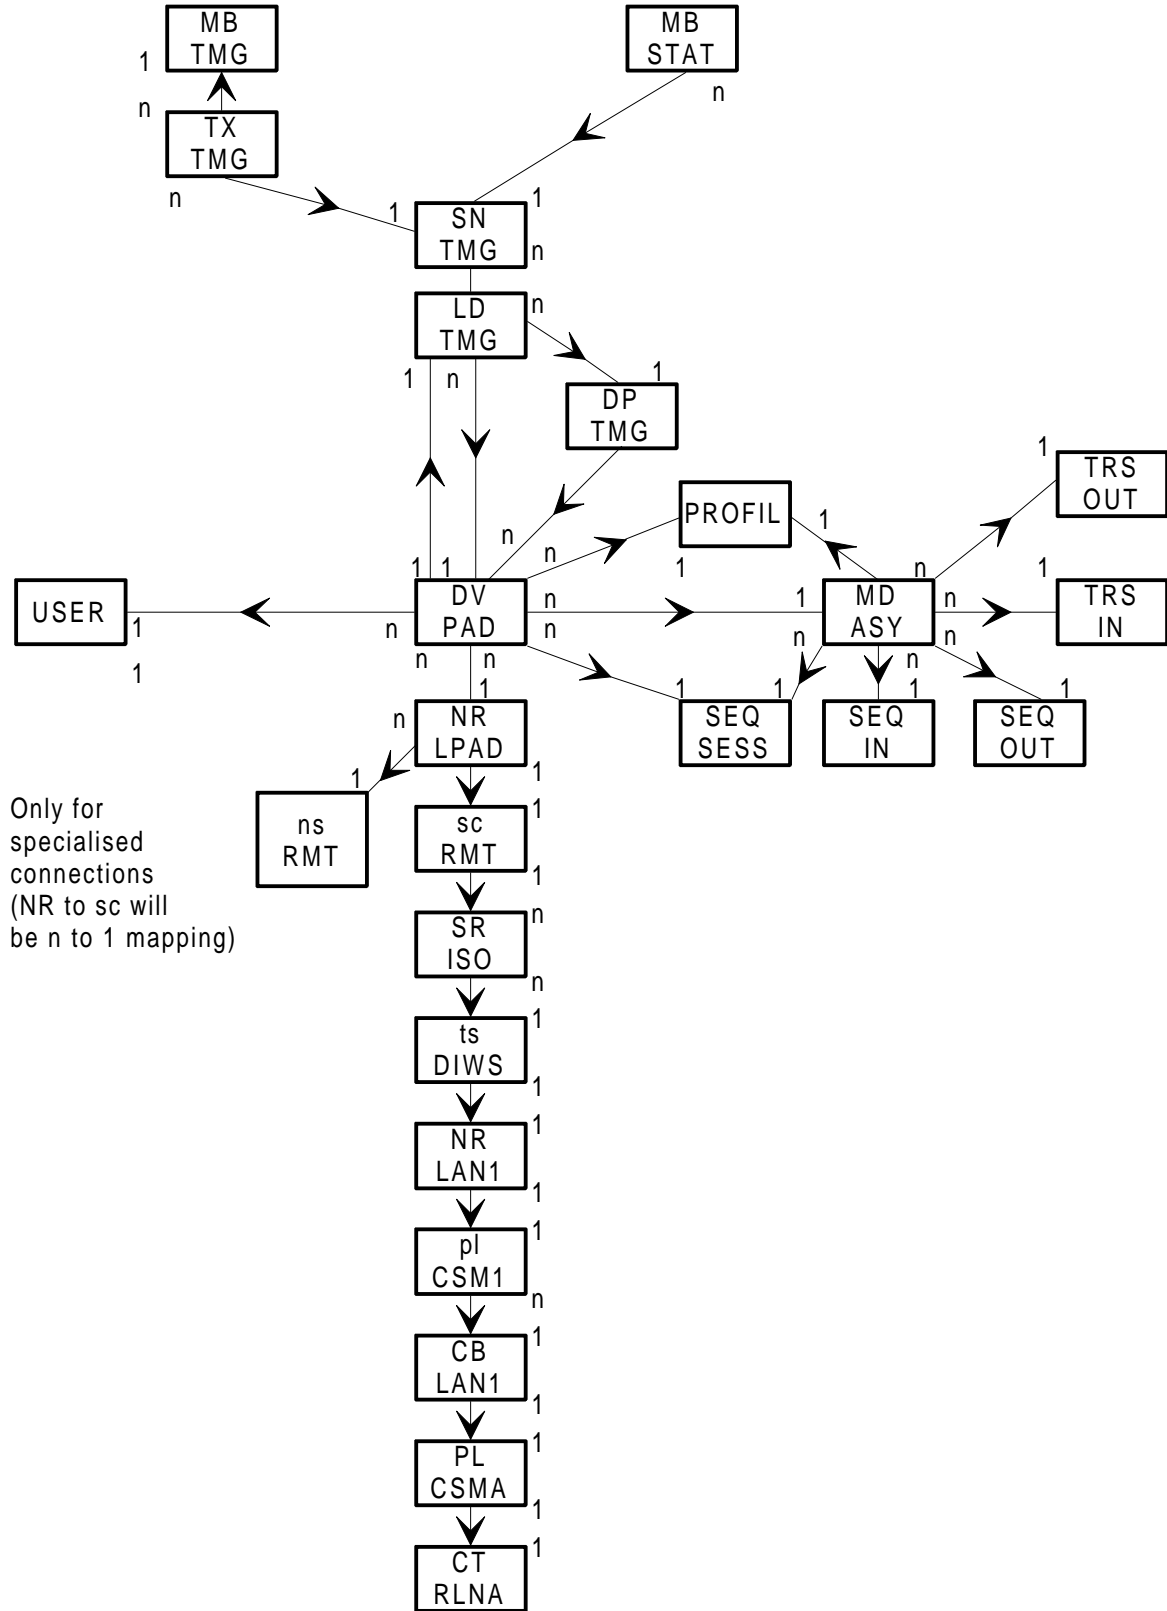 MB
TMG
MB
STAT
1
n
n
TX
TMG
n
1
1
SN
TMG
n
LD
TMG
n
1
n
1
DP
TMG
1
TRS
OUT
PROFIL
1
n
n
1
1
1
n
1
USER
1
n
DV
PAD
n
n
1
MD
ASY
n
n
TRS
IN
1
n
n
n
n
1
1
1
1
1
n
NR
LPAD
SEQ
SESS
SEQ
IN
SEQ
OUT
1
1
Only for
specialised
connections
(NR to sc will
be n to 1 mapping)
ns
RMT
sc
RMT
1
1
n
SR
ISO
n
1
ts
DIWS
1
1
NR
LAN1
1
1
pl
CSM1
n
1
CB
LAN1
1
1
PL
CSMA
1
1
CT
RLNA